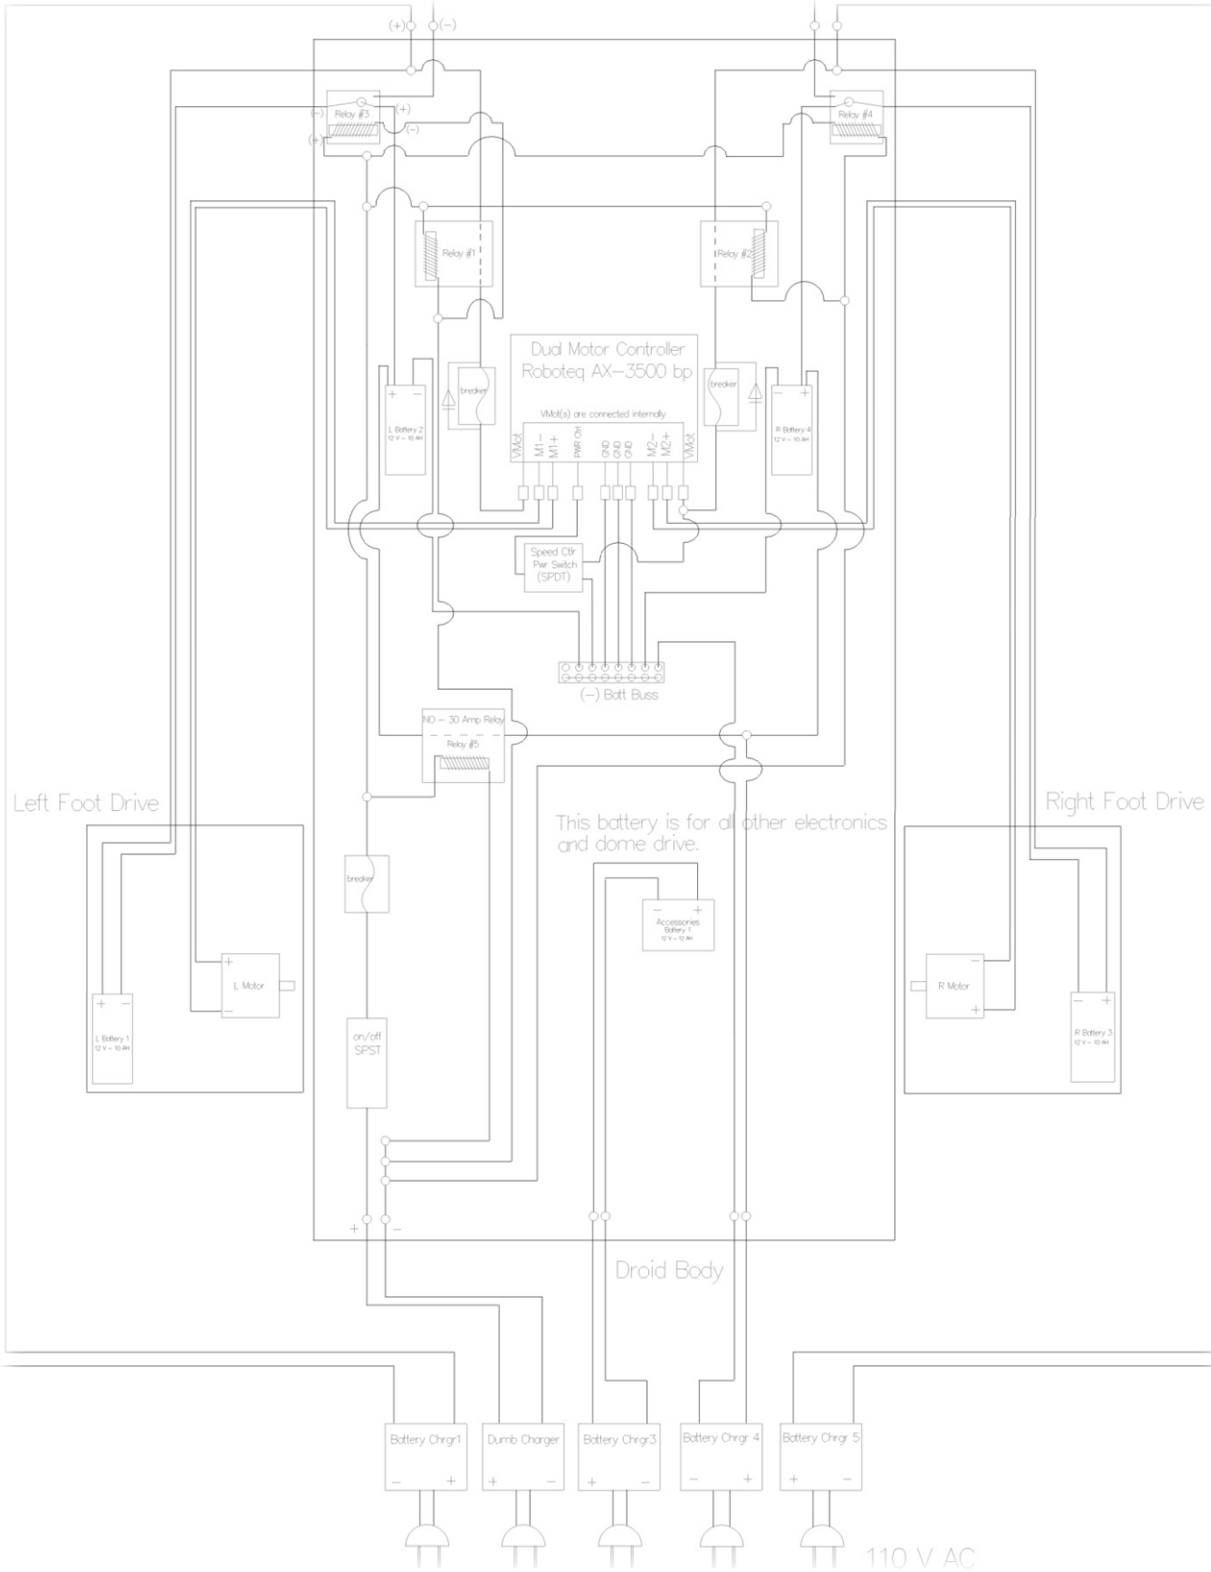 (+) (-)
Relay #3
(-) (+)
(-)
(+)
Relay #4
Relay #1
Relay #2
Dual Motor Controller
Roboteq AX-3500 bp
VMot(s) are connected internally
VMot M1- M1+ PWR Ctl GND GND GND M2- M2+ VMot
breaker
breaker
+ -
L Battery 2
12 V - 10 AH
- +
R Battery 4
12 V - 10 AH
Speed Ctlr
Pwr Switch
(SPDT)
(-) Batt Buss
NO - 30 Amp Relay
Relay #5
Left Foot Drive
Right Foot Drive
This battery is for all other electronics
and dome drive.
breaker
- +
Accessories
Battery 1
12 V - 12 AH
+
L Motor
-
-
R Motor
+
+ -
L Battery 1
12 V - 10 AH
- +
R Battery 3
12 V - 10 AH
on/off
SPST
+ -
Droid Body
Battery Chrgr1
- +
Dumb Charger
+ -
Battery Chrgr3
+ -
Battery Chrgr 4
- +
Battery Chrgr 5
+ -
110 V AC